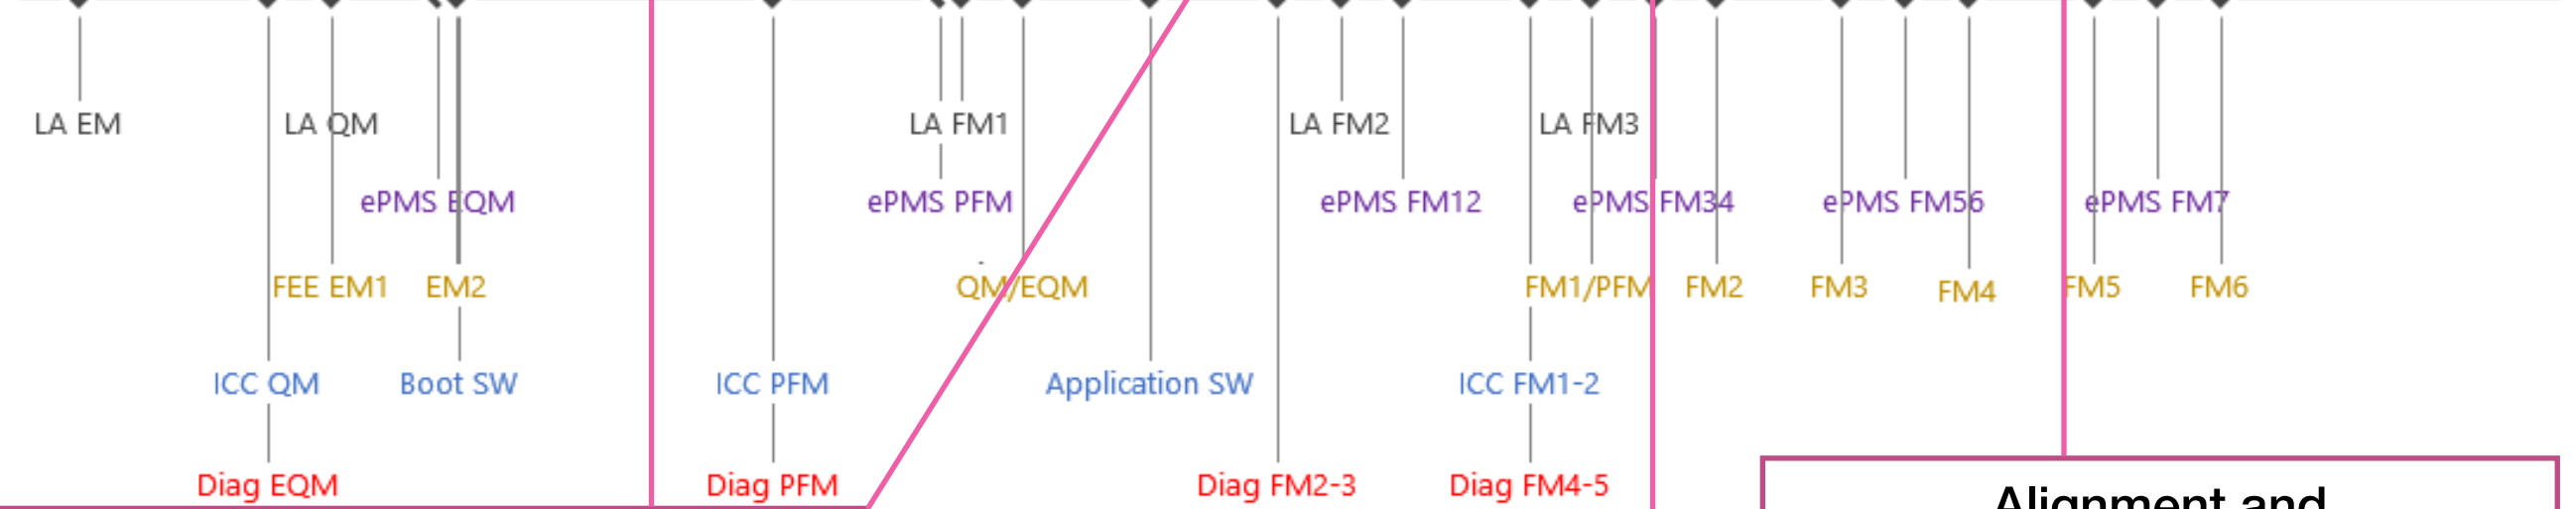 LA EM LA QM LA FM1 LA FM2 LA FM3
ePMS EQM ePMS PFM ePMS FM12 ePMS FM34 ePMS FM56 ePMS FM7
FEE EM1 EM2 QM/EQM FM1/PFM FM2 FM3 FM4 FM5 FM6
ICC QM Boot SW ICC PFM Application SW ICC FM1-2
Diag EQM Diag PFM Diag FM2-3 Diag FM4-5
Alignment and